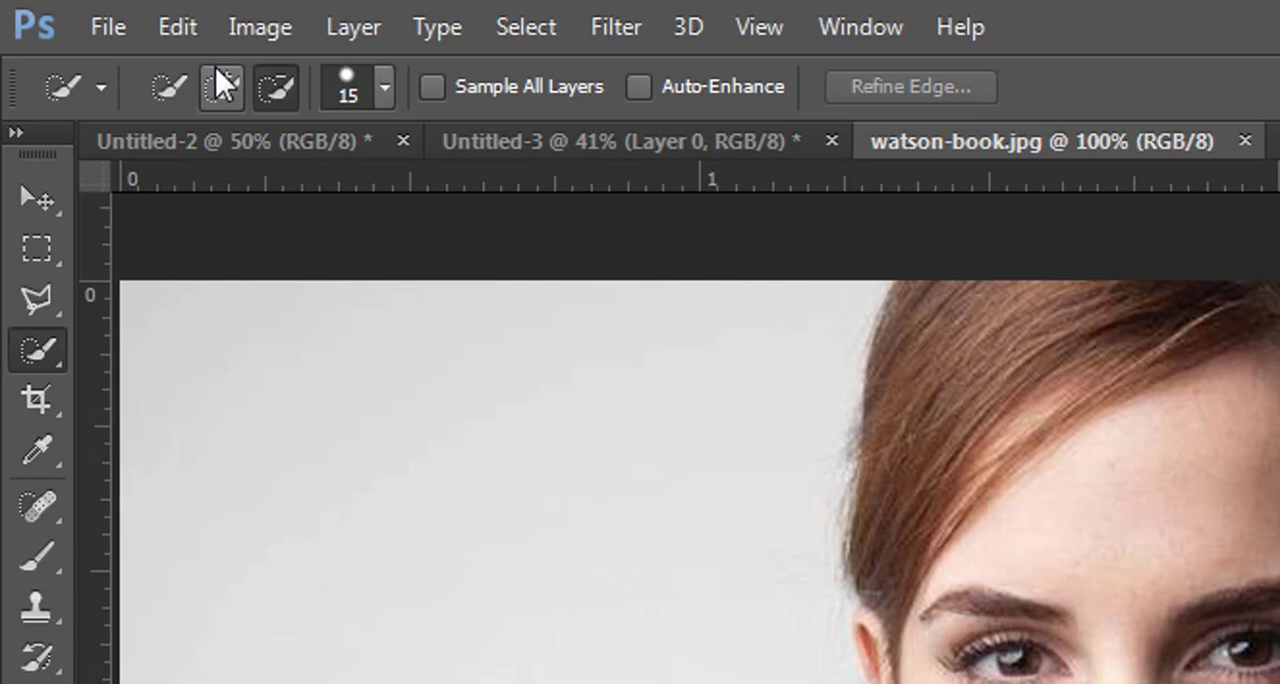 Ps File Edit Image Layer Type Select Filter 3D View Window Help
15 Sample All Layers Auto-Enhance Refine Edge...
Untitled-2 @ 50% (RGB/8) * × Untitled-3 @ 41% (Layer 0, RGB/8) * × watson-book.jpg @ 100% (RGB/8) ×
0 1
0